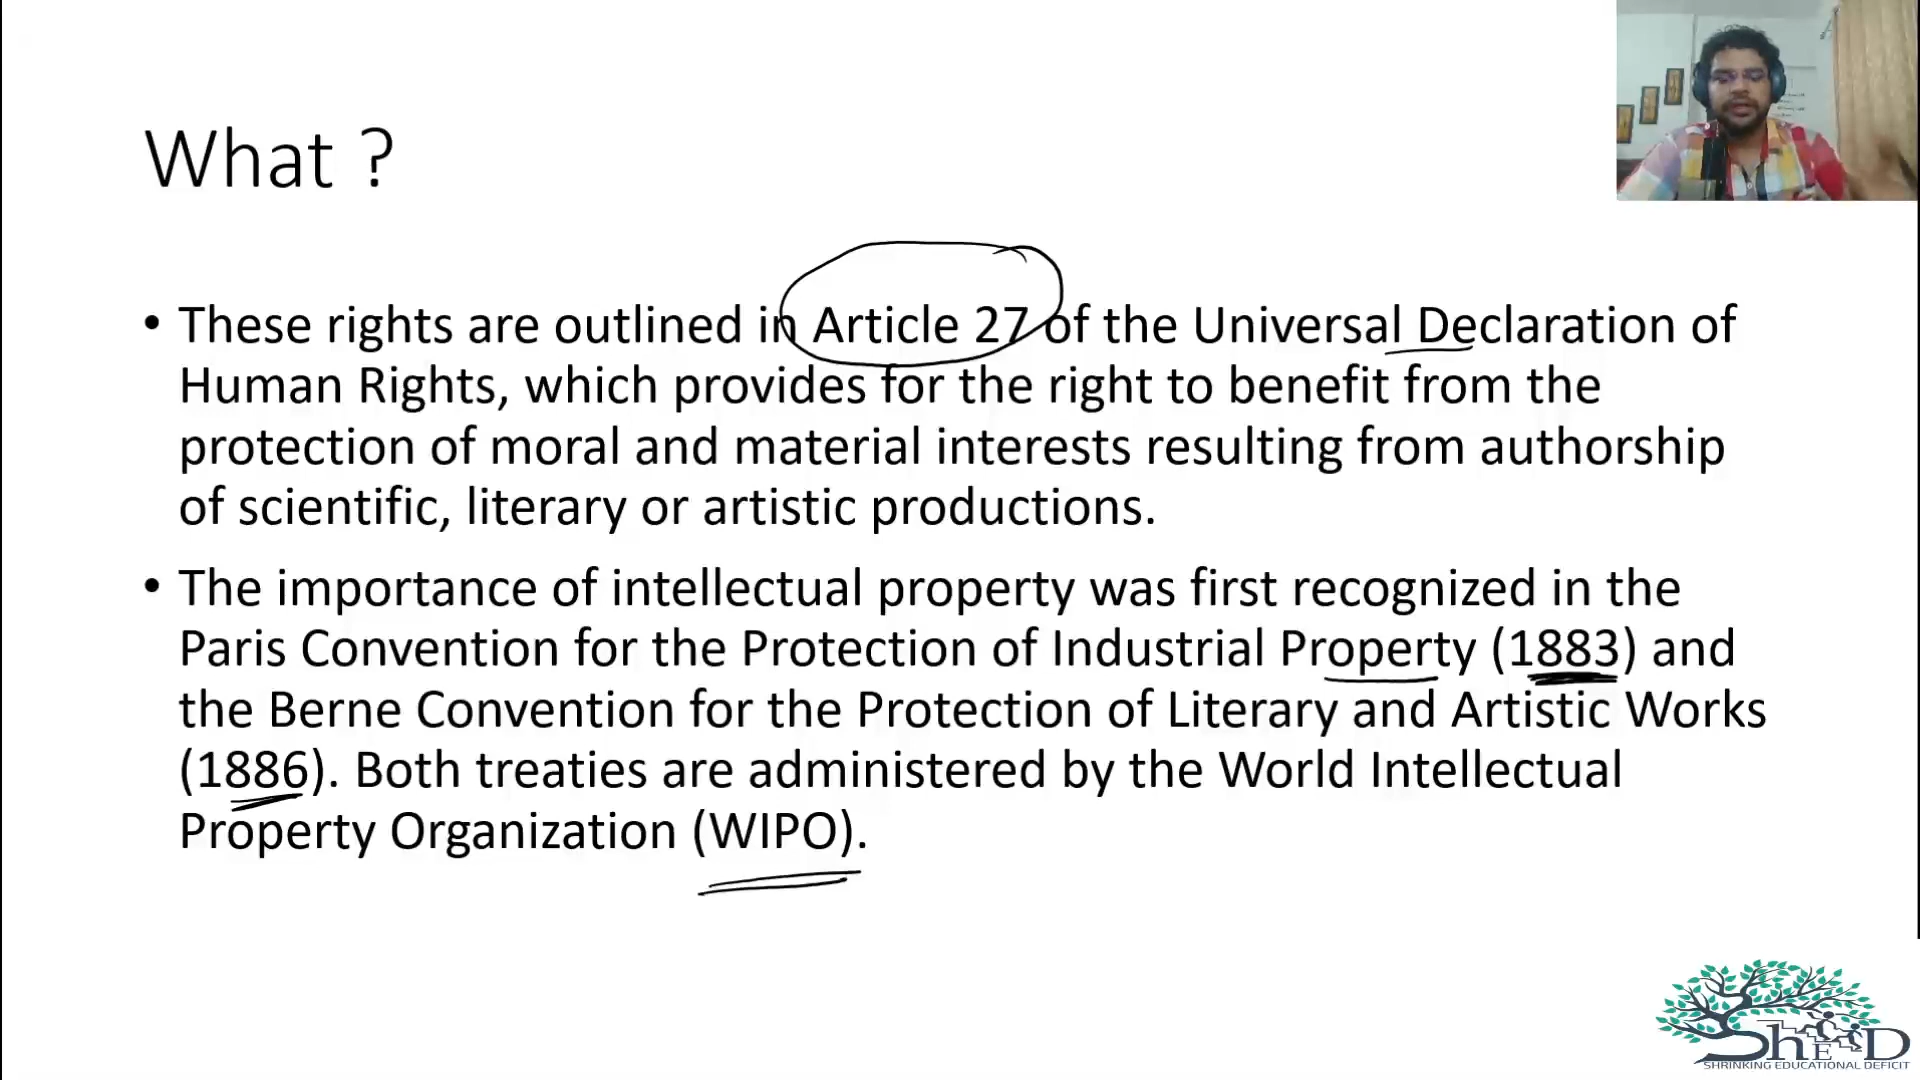 What ?
• These rights are outlined in Article 27 of the Universal Declaration of
Human Rights, which provides for the right to benefit from the
protection of moral and material interests resulting from authorship
of scientific, literary or artistic productions.
• The importance of intellectual property was first recognized in the
Paris Convention for the Protection of Industrial Property (1883) and
the Berne Convention for the Protection of Literary and Artistic Works
(1886). Both treaties are administered by the World Intellectual
Property Organization (WIPO).
ShED
SHRINKING EDUCATIONAL DEFICIT